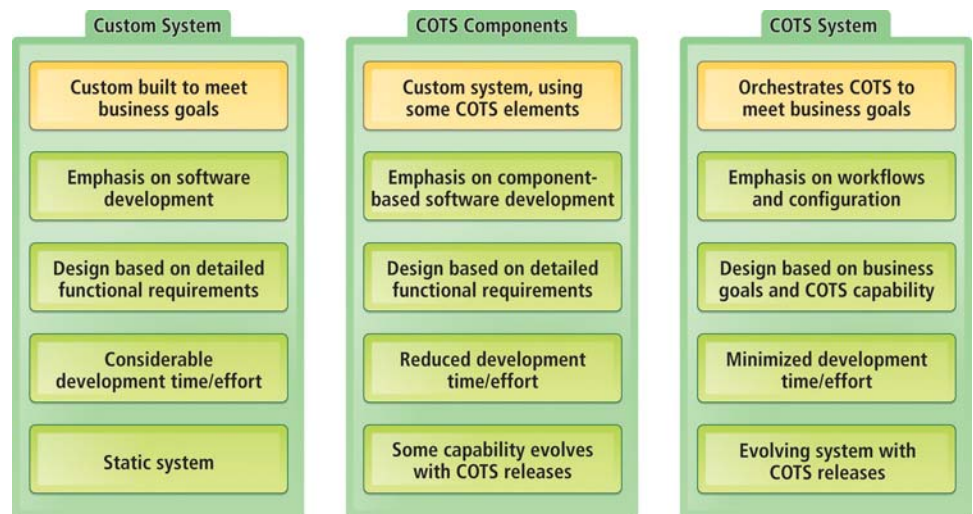 Custom System
Custom built to meet
business goals
Emphasis on software
development
Design based on detailed
functional requirements
Considerable
development time/effort
Static system
COTS Components
Custom system, using
some COTS elements
Emphasis on component-
based software development
Design based on detailed
functional requirements
Reduced development
time/effort
Some capability evolves
with COTS releases
COTS System
Orchestrates COTS to
meet business goals
Emphasis on workflows
and configuration
Design based on business
goals and COTS capability
Minimized development
time/effort
Evolving system with
COTS releases